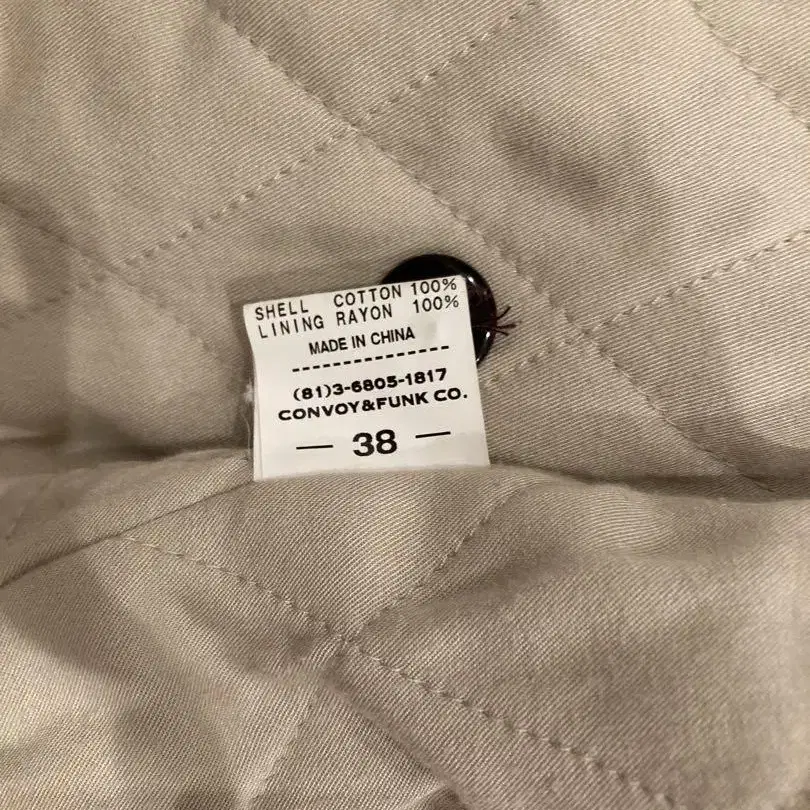 SHELL COTTON 100%
LINING RAYON 100%
MADE IN CHINA
(81)3-6805-1817
CONVOY&FUNK CO.
— 38 —